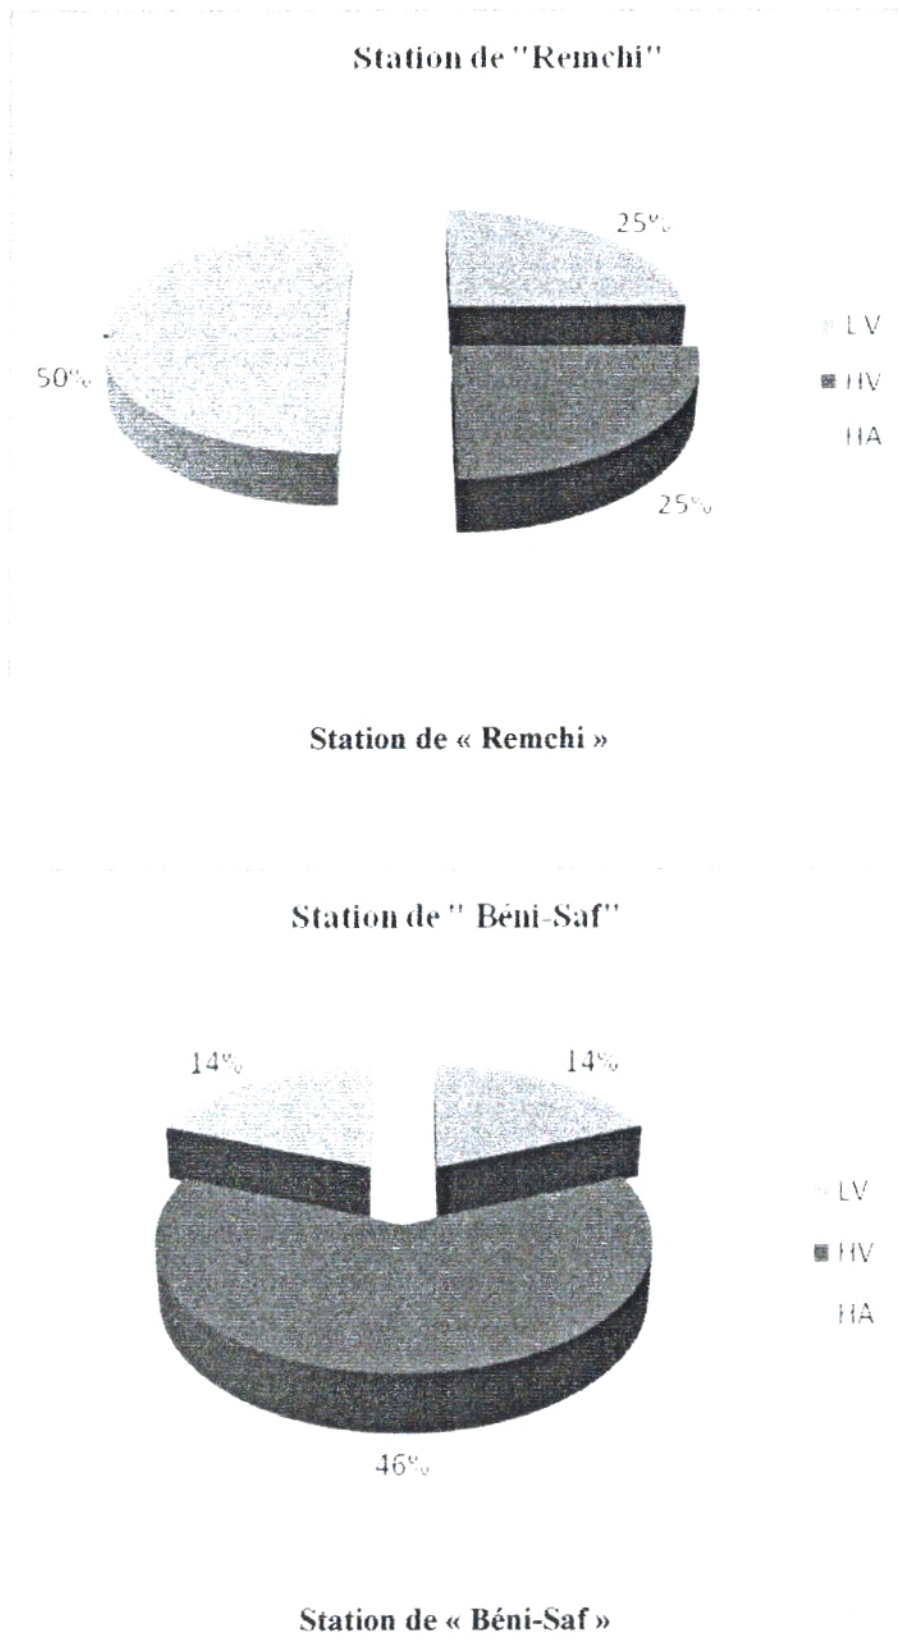 Station de "Remchi"
25%
LV
50%
HV
HA
25%
Station de « Remchi »
Station de " Béni-Saf"
14%
14%
LV
HV
HA
46%
Station de « Béni-Saf »